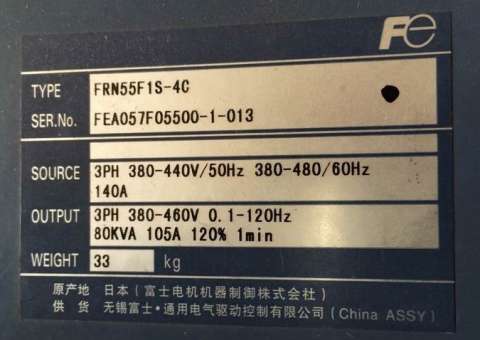 Fe
TYPE FRN55F1S-4C
SER.No. FEA057F05500-1-013
SOURCE 3PH 380-440V/50Hz 380-480/60Hz
140A
OUTPUT 3PH 380-460V 0.1-120Hz
80KVA 105A 120% 1min
WEIGHT 33 kg
原产地 日本（富士电机机器制御株式会社）
供 货 无锡富士·通用电气驱动控制有限公司（China ASSY）